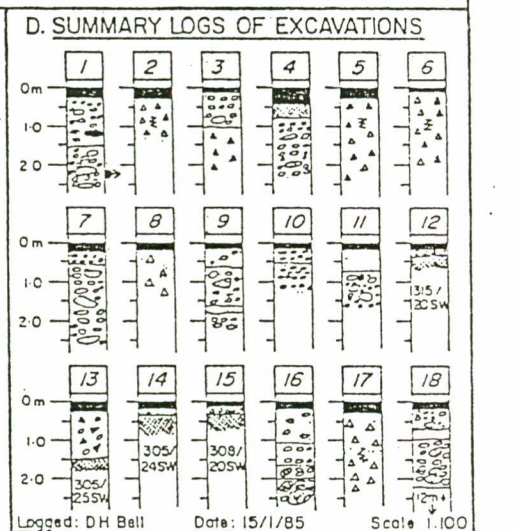 D. SUMMARY LOGS OF EXCAVATIONS
1 2 3 4 5 6
0m
1·0
2·0
7 8 9 10 11 12
0m
1·0
2·0
315/
20SW
13 14 15 16 17 18
0m
1·0
2·0
305/
24SW
308/
20SW
305/
25SW
12m
Logged: DH Bell Date: 15/1/85 Scale 1:100